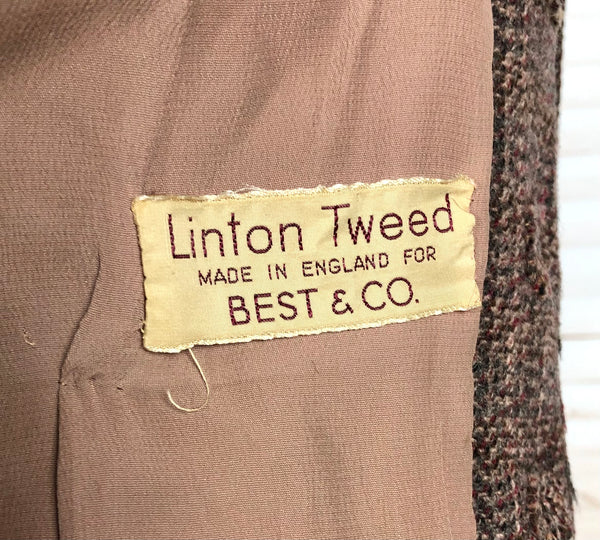 Linton Tweed
MADE IN ENGLAND FOR
BEST & CO.